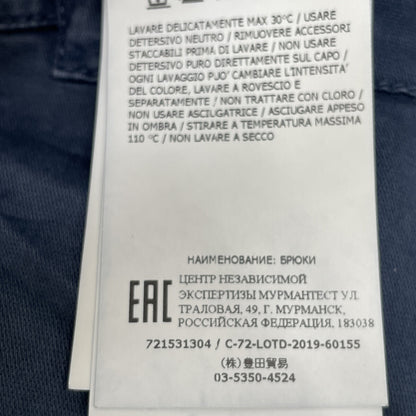 LAVARE DELICATAMENTE MAX 30°C / USARE
DETERSIVO NEUTRO / RIMUOVERE ACCESSORI
STACCABILI PRIMA DI LAVARE / NON USARE
DETERSIVO PURO DIRETTAMENTE SUL CAPO /
OGNI LAVAGGIO PUO' CAMBIARE L'INTENSITA'
DEL COLORE, LAVARE A ROVESCIO E
SEPARATAMENTE / NON TRATTARE CON CLORO /
NON USARE ASCILGATRICE / ASCIUGARE APPESO
IN OMBRA / STIRARE A TEMPERATURA MASSIMA
110 °C / NON LAVARE A SECCO
НАИМЕНОВАНИЕ: БРЮКИ
EAC
ЦЕНТР НЕЗАВИСИМОЙ
ЭКСПЕРТИЗЫ МУРМАНТЕСТ УЛ.
ТРАЛОВАЯ, 49, Г. МУРМАНСК,
РОССИЙСКАЯ ФЕДЕРАЦИЯ, 183038
721531304 / C-72-LOTD-2019-60155
(株) 豊田貿易
03-5350-4524